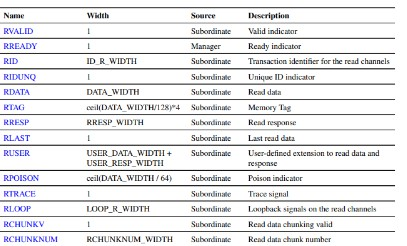 Name Width Source Description
RVALID 1 Subordinate Valid indicator
RREADY 1 Manager Ready indicator
RID ID_R_WIDTH Subordinate Transaction identifier for the read channels
RIDUNQ 1 Subordinate Unique ID indicator
RDATA DATA_WIDTH Subordinate Read data
RTAG ceil(DATA_WIDTH/128)*4 Subordinate Memory Tag
RRESP RRESP_WIDTH Subordinate Read response
RLAST 1 Subordinate Last read data
RUSER USER_DATA_WIDTH + Subordinate User-defined extension to read data and
USER_RESP_WIDTH response
RPOISON ceil(DATA_WIDTH / 64) Subordinate Poison indicator
RTRACE 1 Subordinate Trace signal
RLOOP LOOP_R_WIDTH Subordinate Loopback signals on the read channels
RCHUNKV 1 Subordinate Read data chunking valid
RCHUNKNUM RCHUNKNUM_WIDTH Subordinate Read data chunk number